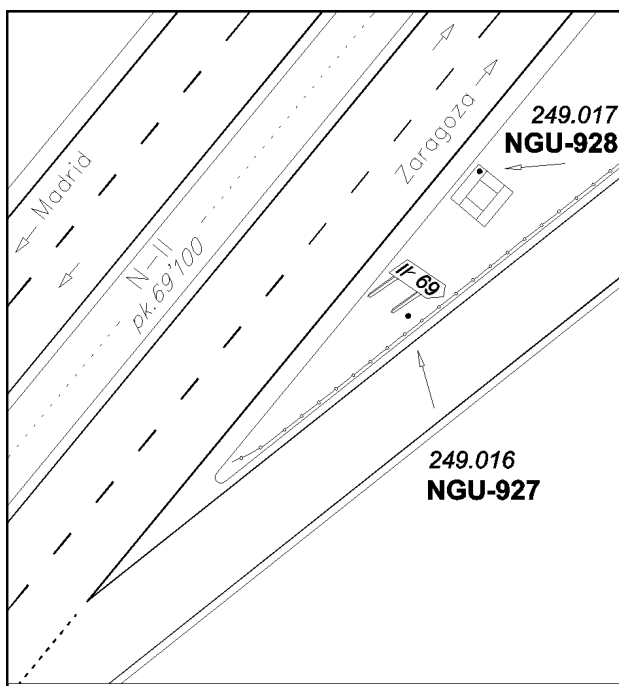 249.017
NGU-928
Zaragoza
Madrid
N-II
pk.69'100
II 69
249.016
NGU-927